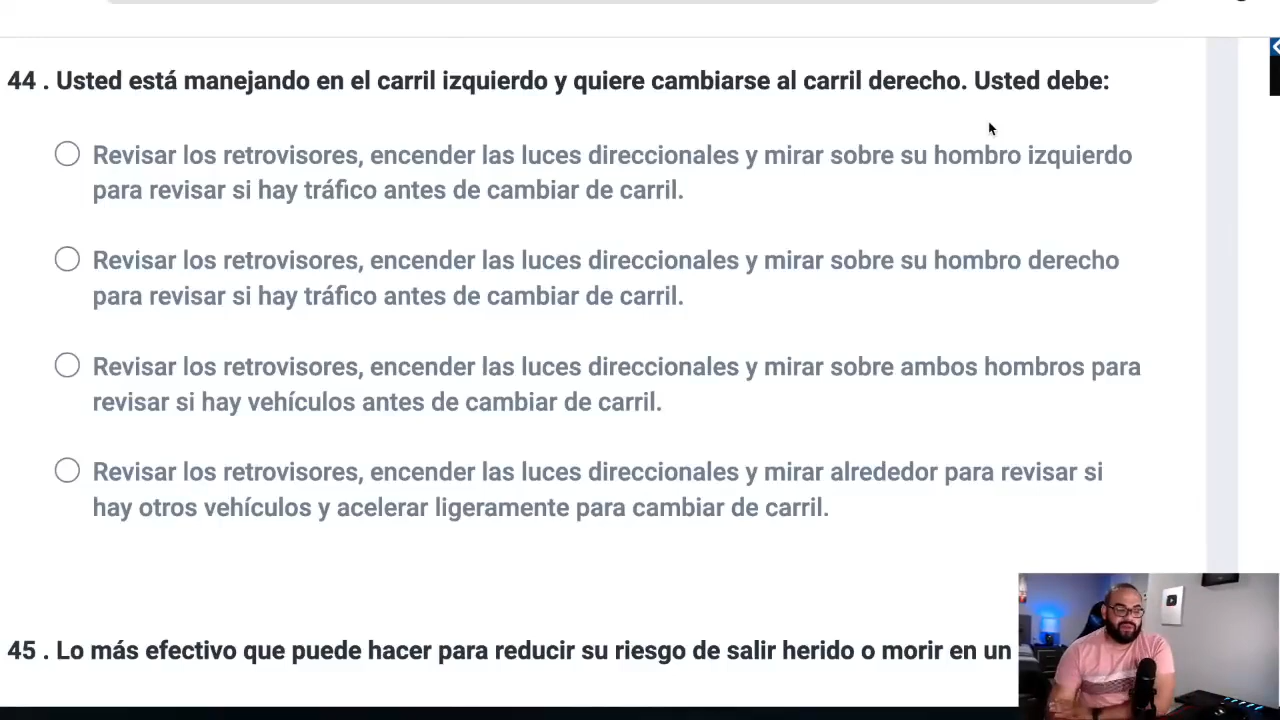 44 . Usted está manejando en el carril izquierdo y quiere cambiarse al carril derecho. Usted debe:
Revisar los retrovisores, encender las luces direccionales y mirar sobre su hombro izquierdo
para revisar si hay tráfico antes de cambiar de carril.
Revisar los retrovisores, encender las luces direccionales y mirar sobre su hombro derecho
para revisar si hay tráfico antes de cambiar de carril.
Revisar los retrovisores, encender las luces direccionales y mirar sobre ambos hombros para
revisar si hay vehículos antes de cambiar de carril.
Revisar los retrovisores, encender las luces direccionales y mirar alrededor para revisar si
hay otros vehículos y acelerar ligeramente para cambiar de carril.
45 . Lo más efectivo que puede hacer para reducir su riesgo de salir herido o morir en un